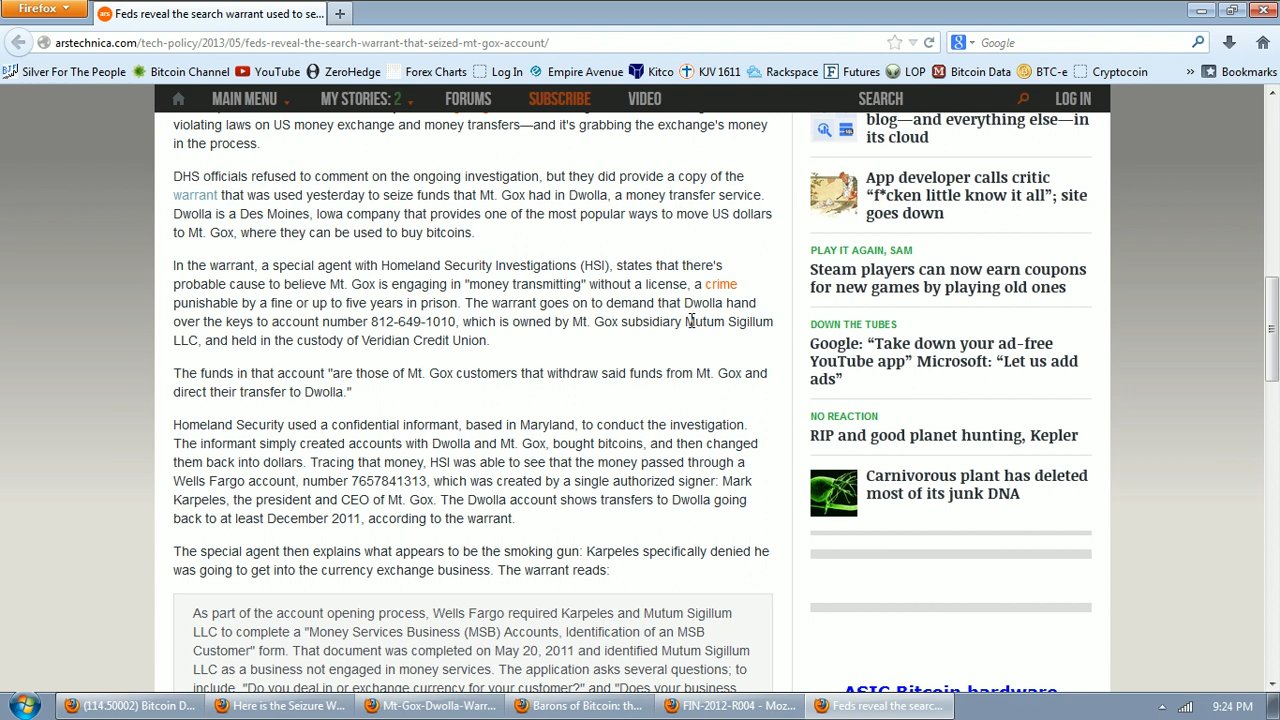 Firefox
Feds reveal the search warrant used to se...
arstechnica.com/tech-policy/2013/05/feds-reveal-the-search-warrant-that-seized-mt-gox-account/
Google
Silver For The People
Bitcoin Channel
YouTube
ZeroHedge
Forex Charts
Log In
Empire Avenue
Kitco
KJV 1611
Rackspace
Futures
LOP
Bitcoin Data
BTC-e
Cryptocoin
»
Bookmarks
MAIN MENU
MY STORIES: 2
FORUMS
SUBSCRIBE
VIDEO
SEARCH
LOG IN
violating laws on US money exchange and money transfers—and it's grabbing the exchange's money
in the process.
DHS officials refused to comment on the ongoing investigation, but they did provide a copy of the
warrant that was used yesterday to seize funds that Mt. Gox had in Dwolla, a money transfer service.
Dwolla is a Des Moines, Iowa company that provides one of the most popular ways to move US dollars
to Mt. Gox, where they can be used to buy bitcoins.
In the warrant, a special agent with Homeland Security Investigations (HSI), states that there's
probable cause to believe Mt. Gox is engaging in "money transmitting" without a license, a crime
punishable by a fine or up to five years in prison. The warrant goes on to demand that Dwolla hand
over the keys to account number 812-649-1010, which is owned by Mt. Gox subsidiary Mutum Sigillum
LLC, and held in the custody of Veridian Credit Union.
The funds in that account "are those of Mt. Gox customers that withdraw said funds from Mt. Gox and
direct their transfer to Dwolla."
Homeland Security used a confidential informant, based in Maryland, to conduct the investigation.
The informant simply created accounts with Dwolla and Mt. Gox, bought bitcoins, and then changed
them back into dollars. Tracing that money, HSI was able to see that the money passed through a
Wells Fargo account, number 7657841313, which was created by a single authorized signer: Mark
Karpeles, the president and CEO of Mt. Gox. The Dwolla account shows transfers to Dwolla going
back to at least December 2011, according to the warrant.
The special agent then explains what appears to be the smoking gun: Karpeles specifically denied he
was going to get into the currency exchange business. The warrant reads:
As part of the account opening process, Wells Fargo required Karpeles and Mutum Sigillum
LLC to complete a "Money Services Business (MSB) Accounts, Identification of an MSB
Customer" form. That document was completed on May 20, 2011 and identified Mutum Sigillum
LLC as a business not engaged in money services. The application asks several questions; to
include, "Do you deal in or exchange currency for your customer?" and "Does your business
blog—and everything else—in
its cloud
App developer calls critic
"f*cken little know it all"; site
goes down
PLAY IT AGAIN, SAM
Steam players can now earn coupons
for new games by playing old ones
DOWN THE TUBES
Google: "Take down your ad-free
YouTube app" Microsoft: "Let us add
ads"
NO REACTION
RIP and good planet hunting, Kepler
Carnivorous plant has deleted
most of its junk DNA
ASIC Bitcoin hardware
(114.50002) Bitcoin D...
Here is the Seizure W...
Mt-Gox-Dwolla-Warr...
Barons of Bitcoin: th...
FIN-2012-R004 - Moz...
Feds reveal the searc...
9:24 PM